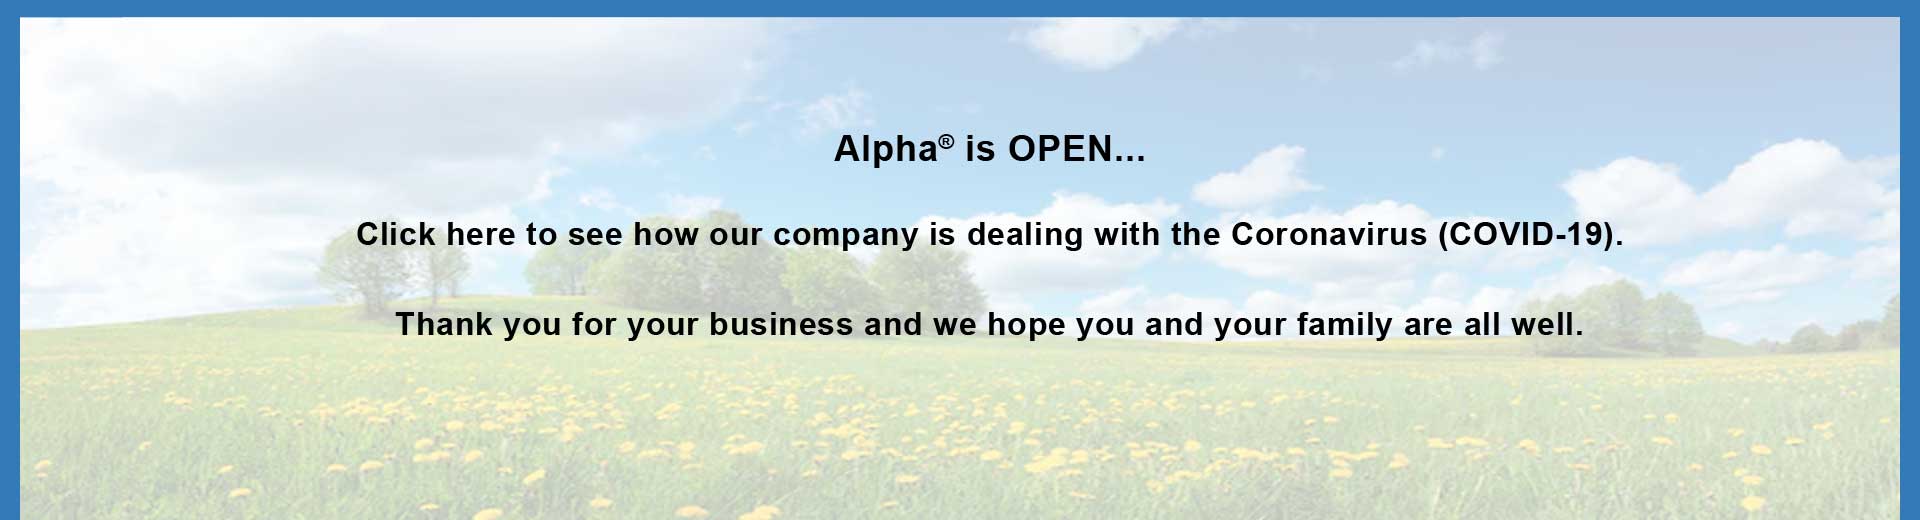 Alpha® is OPEN...
Click here to see how our company is dealing with the Coronavirus (COVID-19).
Thank you for your business and we hope you and your family are all well.